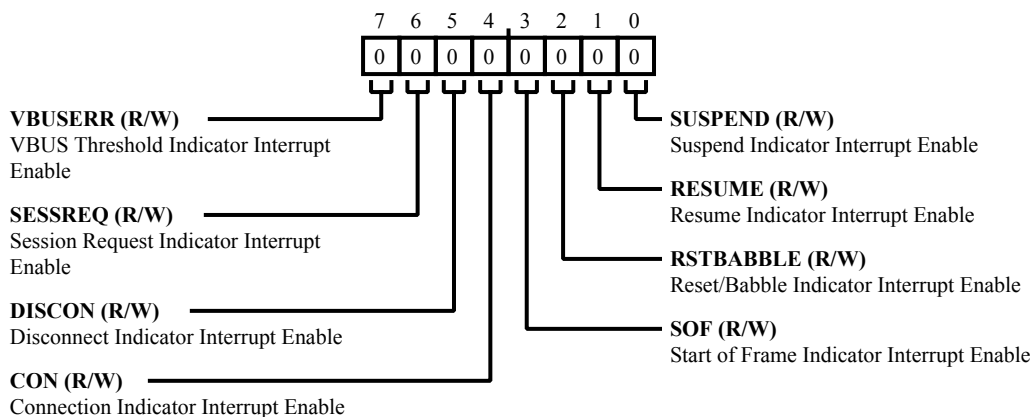 7 6 5 4 3 2 1 0
0 0 0 0 0 0 0 0
VBUSERR (R/W)
VBUS Threshold Indicator Interrupt
Enable
SESSREQ (R/W)
Session Request Indicator Interrupt
Enable
DISCON (R/W)
Disconnect Indicator Interrupt Enable
CON (R/W)
Connection Indicator Interrupt Enable
SUSPEND (R/W)
Suspend Indicator Interrupt Enable
RESUME (R/W)
Resume Indicator Interrupt Enable
RSTBABBLE (R/W)
Reset/Babble Indicator Interrupt Enable
SOF (R/W)
Start of Frame Indicator Interrupt Enable